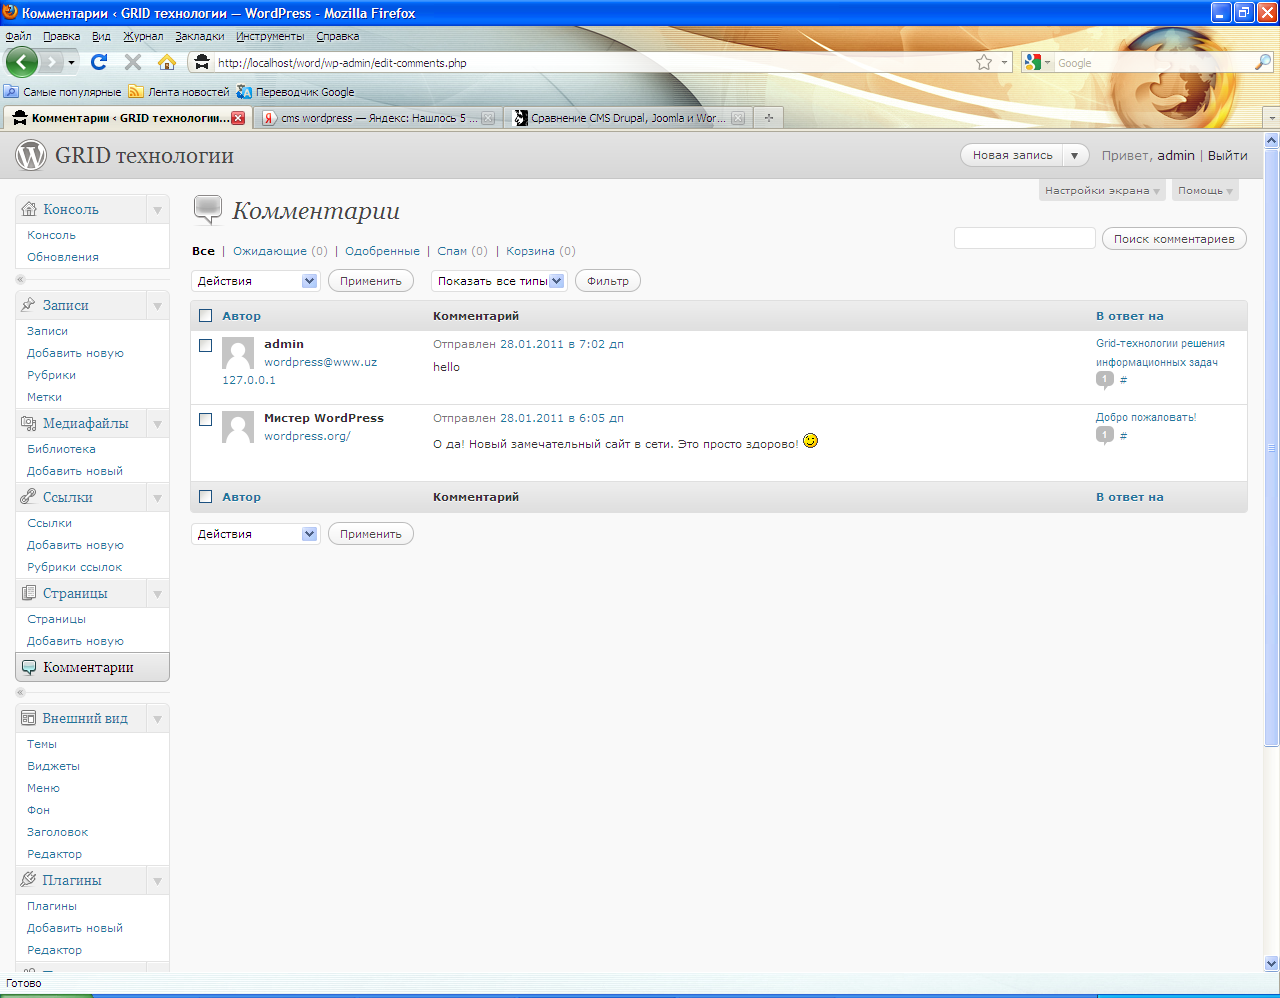 Комментарии ‹ GRID технологии — WordPress - Mozilla Firefox
Файл Правка Вид Журнал Закладки Инструменты Справка
http://localhost/word/wp-admin/edit-comments.php
Google
Самые популярные Лента новостей Переводчик Google
Комментарии ‹ GRID технологии...
cms wordpress — Яндекс: Нашлось 5 ...
Сравнение CMS Drupal, Joomla и Wor...
GRID технологии
Новая запись
Привет, admin | Выйти
Настройки экрана
Помощь
Консоль
Консоль
Обновления
Записи
Записи
Добавить новую
Рубрики
Метки
Медиафайлы
Библиотека
Добавить новый
Ссылки
Ссылки
Добавить новую
Рубрики ссылок
Страницы
Страницы
Добавить новую
Комментарии
Внешний вид
Темы
Виджеты
Меню
Фон
Заголовок
Редактор
Плагины
Плагины
Добавить новый
Редактор
Комментарии
Все | Ожидающие (0) | Одобренные | Спам (0) | Корзина (0)
Поиск комментариев
Действия Применить Показать все типы Фильтр
Автор Комментарий В ответ на
admin
wordpress@www.uz
127.0.0.1
Отправлен 28.01.2011 в 7:02 дп
hello
Grid-технологии решения
информационных задач
1 #
Мистер WordPress
wordpress.org/
Отправлен 28.01.2011 в 6:05 дп
О да! Новый замечательный сайт в сети. Это просто здорово!
Добро пожаловать!
1 #
Автор Комментарий В ответ на
Действия Применить
Готово